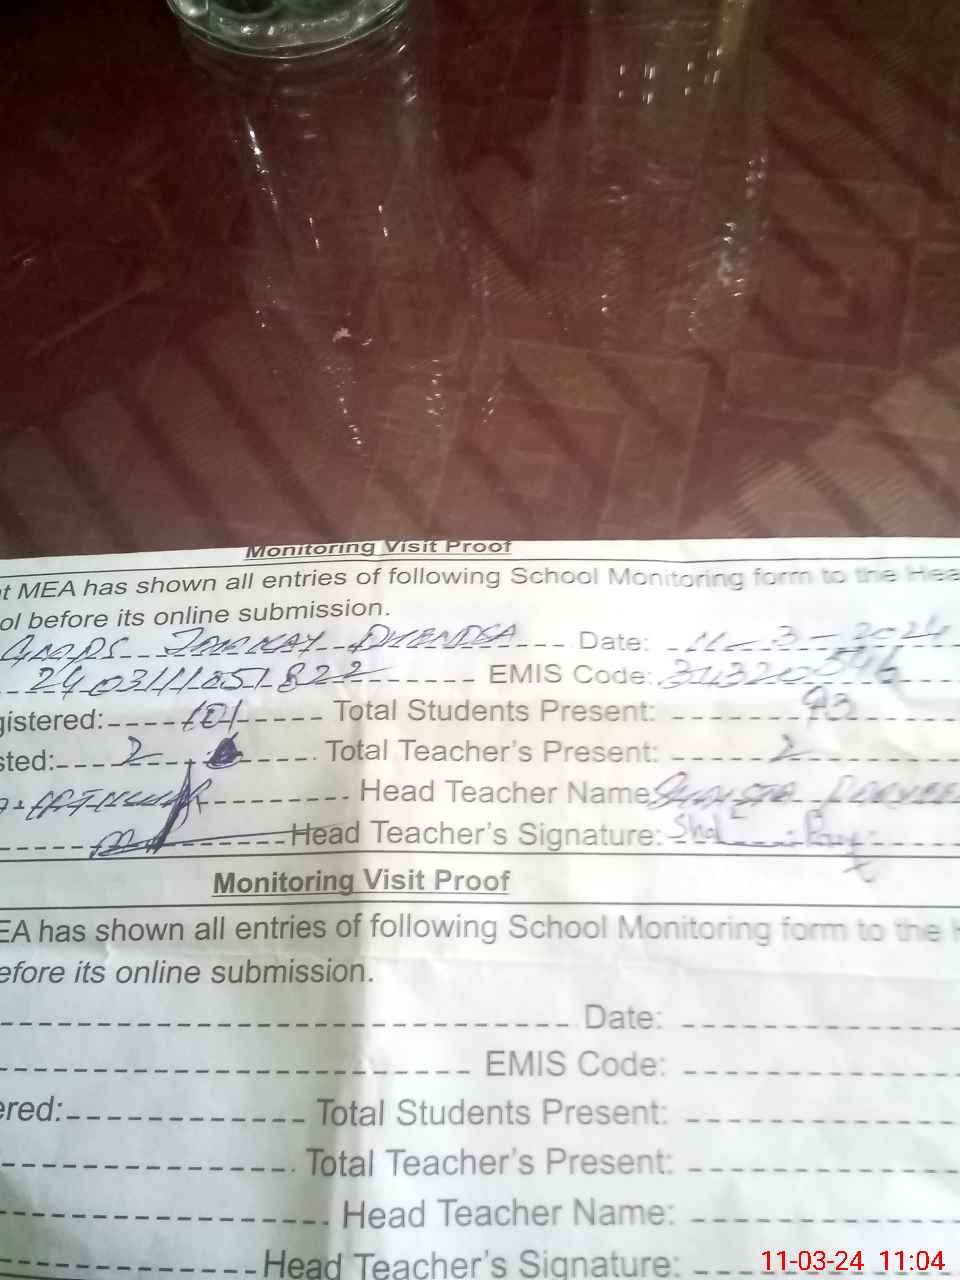 Monitoring Visit Proof
t MEA has shown all entries of following School Monitoring form to the Hea
ol before its online submission.
DHENDSA Date: 11-3-2024
EMIS Code: 34320546
gistered: 101 Total Students Present: 93
sted: 2 Total Teacher's Present: 2
Head Teacher Name
Head Teacher's Signature:
Monitoring Visit Proof
EA has shown all entries of following School Monitoring form to the H
efore its online submission.
Date:
EMIS Code:
ered: Total Students Present:
Total Teacher's Present:
Head Teacher Name:
Head Teacher's Signature:
11-03-24 11:04